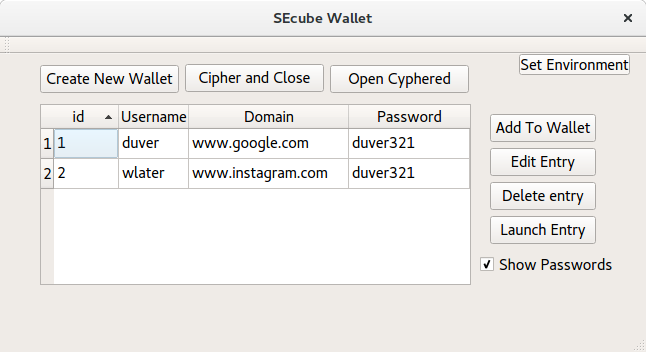 SEcube Wallet
Set Environment
Create New Wallet Cipher and Close Open Cyphered
id Username Domain Password
1 1 duver www.google.com duver321
2 2 wlater www.instagram.com duver321
Add To Wallet
Edit Entry
Delete entry
Launch Entry
Show Passwords